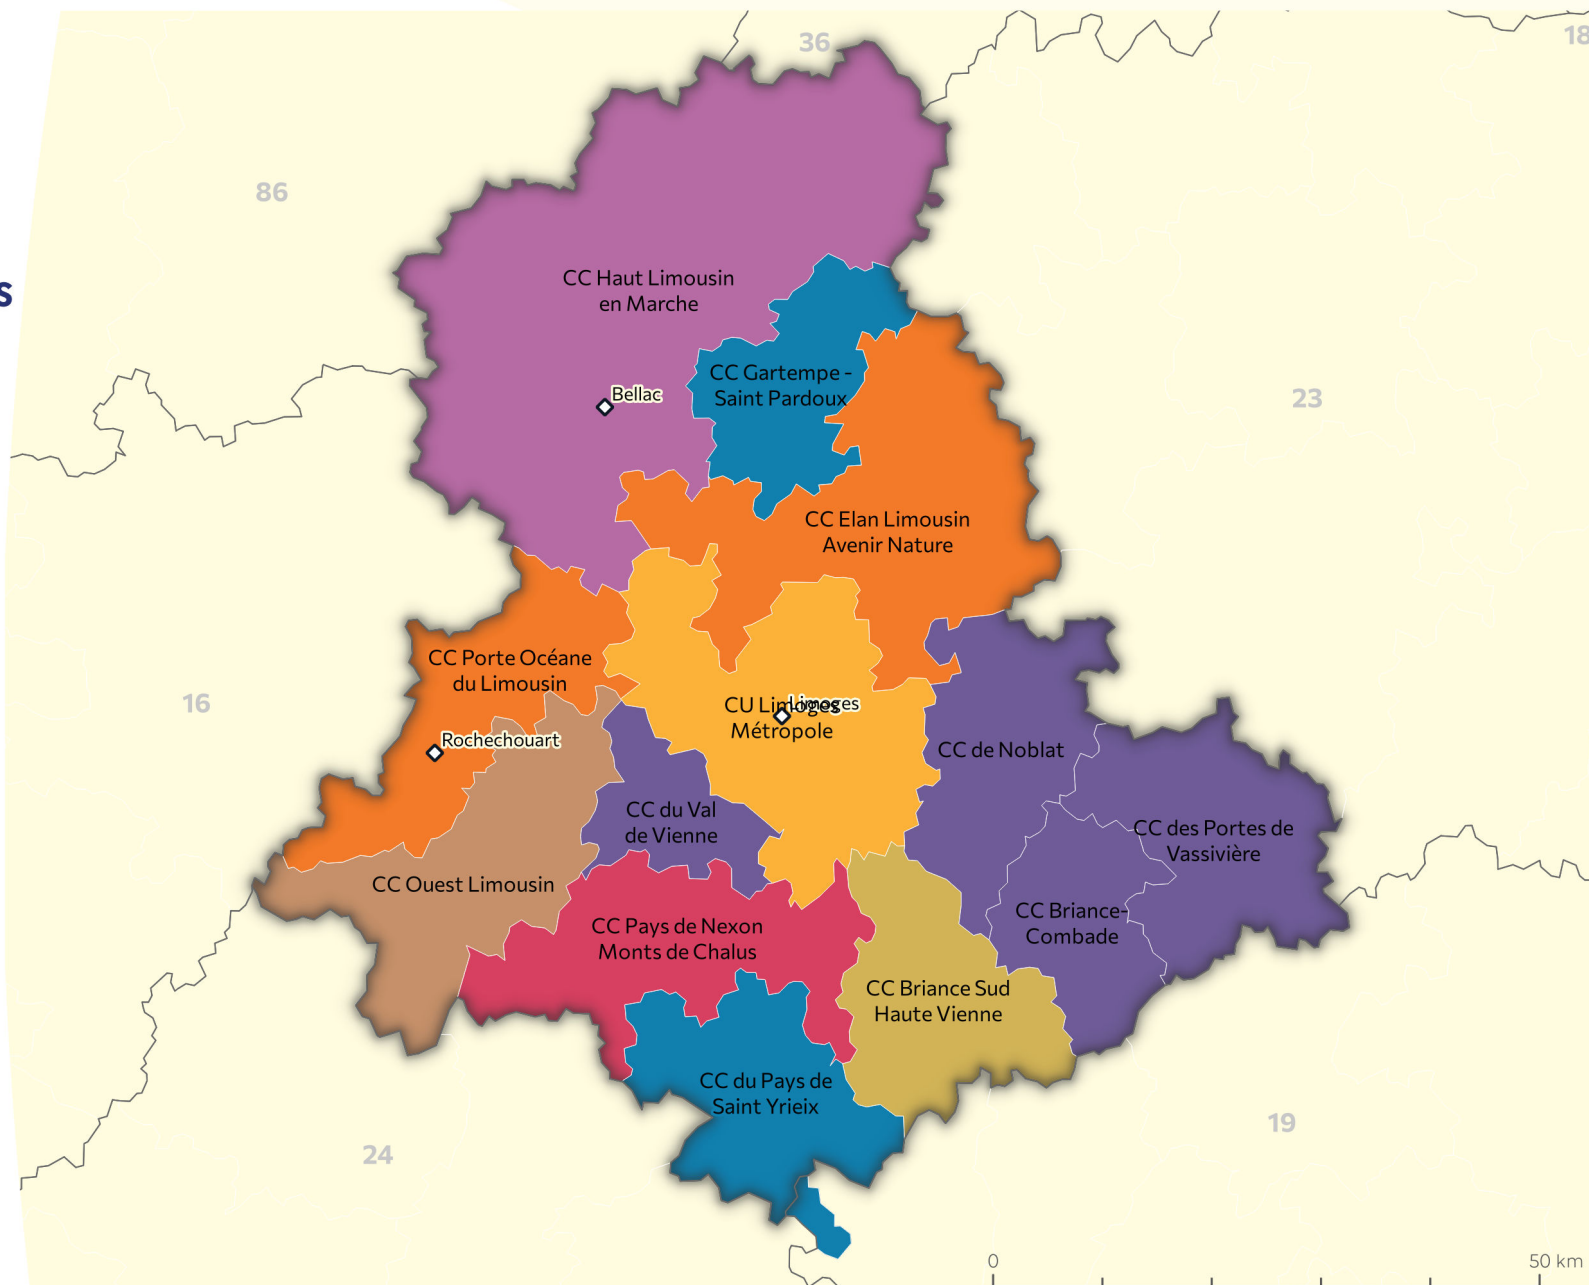 36
18
86
s
CC Haut Limousin
en Marche
CC Gartempe -
Saint Pardoux
Bellac
23
CC Elan Limousin
Avenir Nature
CC Porte Océane
du Limousin
16
CU Limoges
Métropole
Limoges
Rochechouart
CC de Noblat
CC du Val
de Vienne
CC des Portes de
Vassivière
CC Ouest Limousin
CC Pays de Nexon
Monts de Chalus
CC Briance-
Combade
CC Briance Sud
Haute Vienne
CC du Pays de
Saint Yrieix
24
19
0
50 km